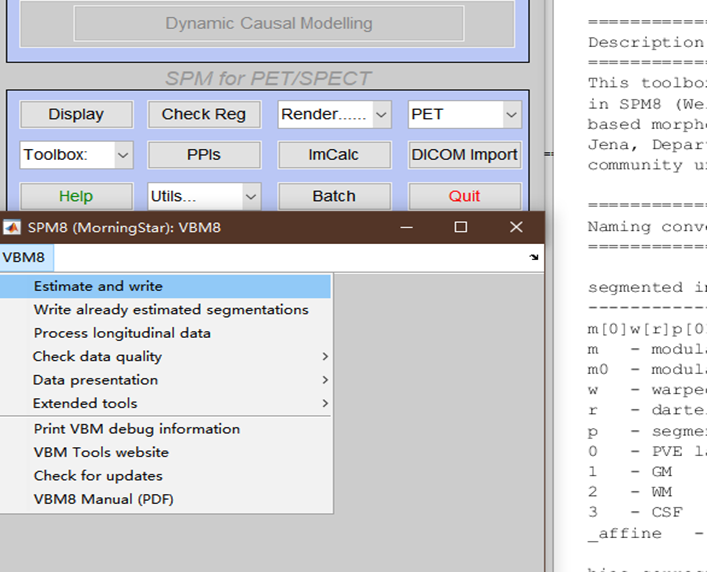 Dynamic Causal Modelling
SPM for PET/SPECT
Display
Check Reg
Render......
PET
Toolbox:
PPIs
ImCalc
DICOM Import
Help
Utils...
Batch
Quit
SPM8 (MorningStar): VBM8
VBM8
Estimate and write
Write already estimated segmentations
Process longitudinal data
Check data quality
Data presentation
Extended tools
Print VBM debug information
VBM Tools website
Check for updates
VBM8 Manual (PDF)
==
============
Description
============
This toolbo
in SPM8 (We
based morph
Jena, Depar
community u
============
Naming conv
============
segmented i
------------
m[0]w[r]p[0
m - modul
m0 - modul
w - warpe
r - darte
p - segme
0 - PVE l
1 - GM
2 - WM
3 - CSF
_affine -